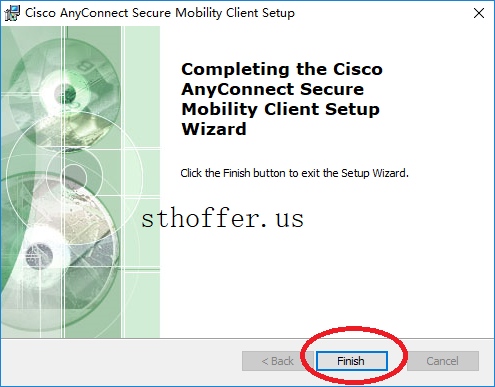 Cisco AnyConnect Secure Mobility Client Setup
Completing the Cisco
AnyConnect Secure
Mobility Client Setup
Wizard
Click the Finish button to exit the Setup Wizard.
sthoffer.us
< Back
Finish
Cancel